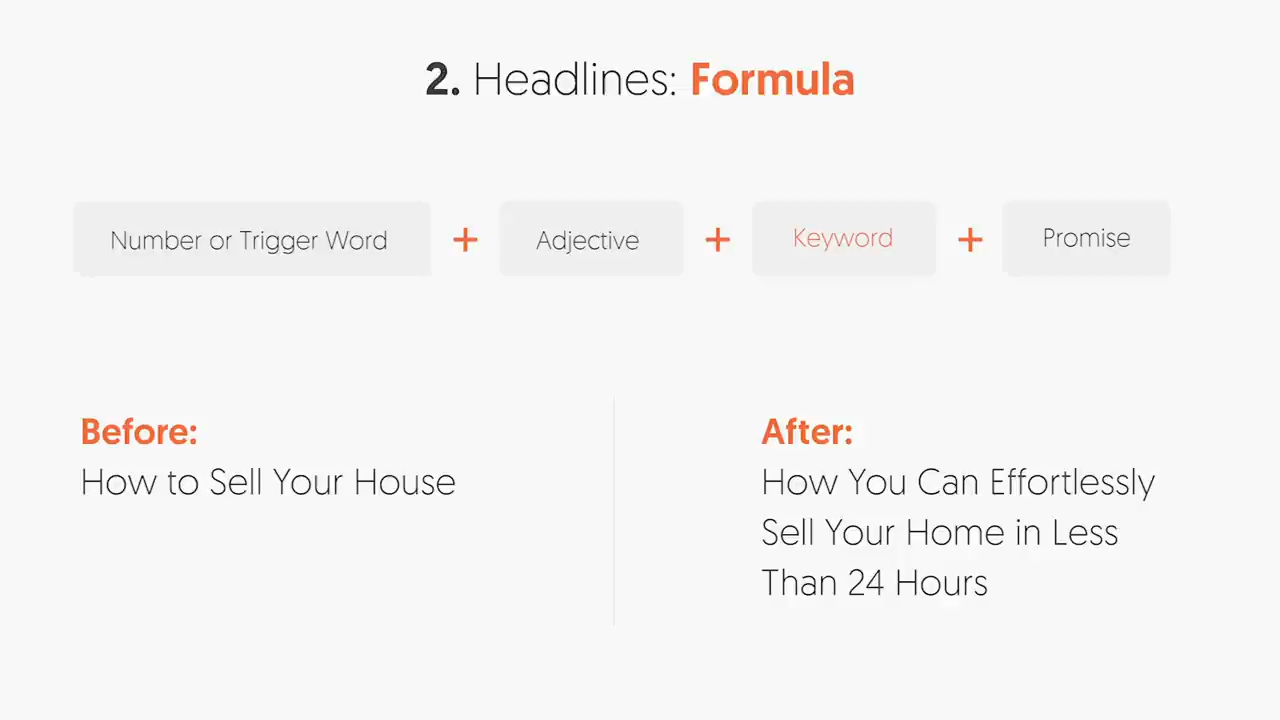 2. Headlines: Formula
Number or Trigger Word + Adjective + Keyword + Promise
Before:
How to Sell Your House
After:
How You Can Effortlessly
Sell Your Home in Less
Than 24 Hours